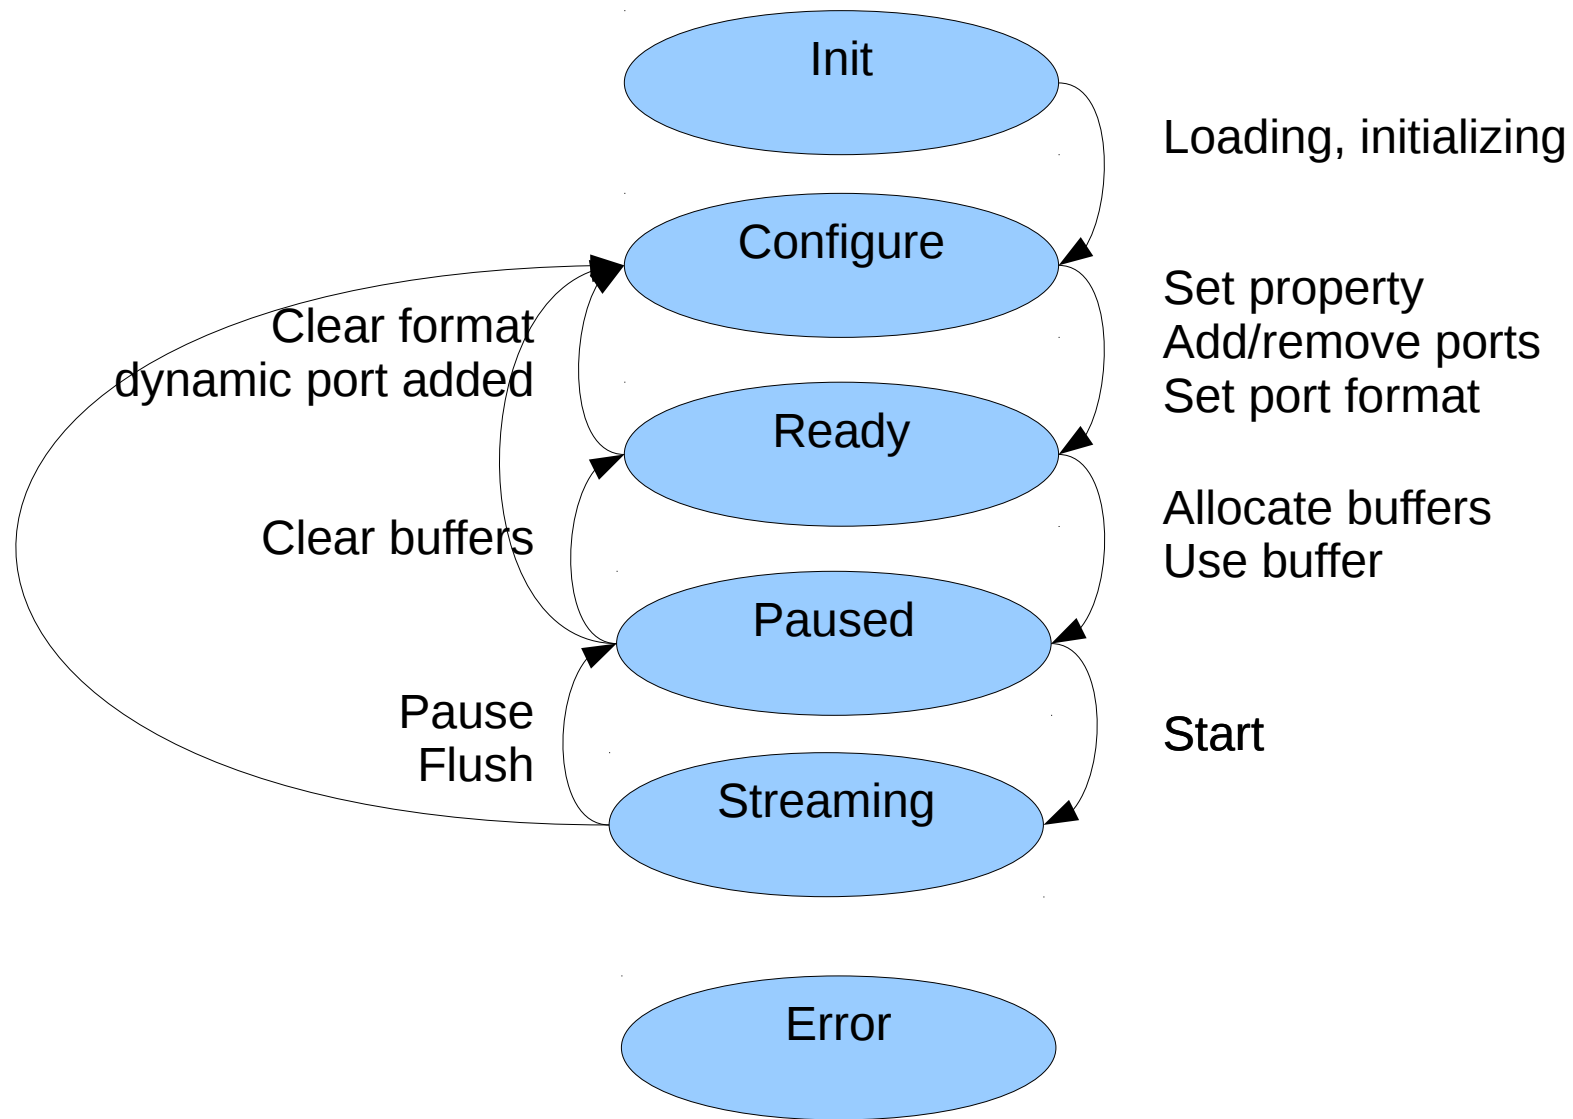 Init
Loading, initializing
Configure
Set property
Add/remove ports
Set port format
Clear format
dynamic port added
Ready
Allocate buffers
Use buffer
Clear buffers
Paused
Pause
Flush
Start
Streaming
Error